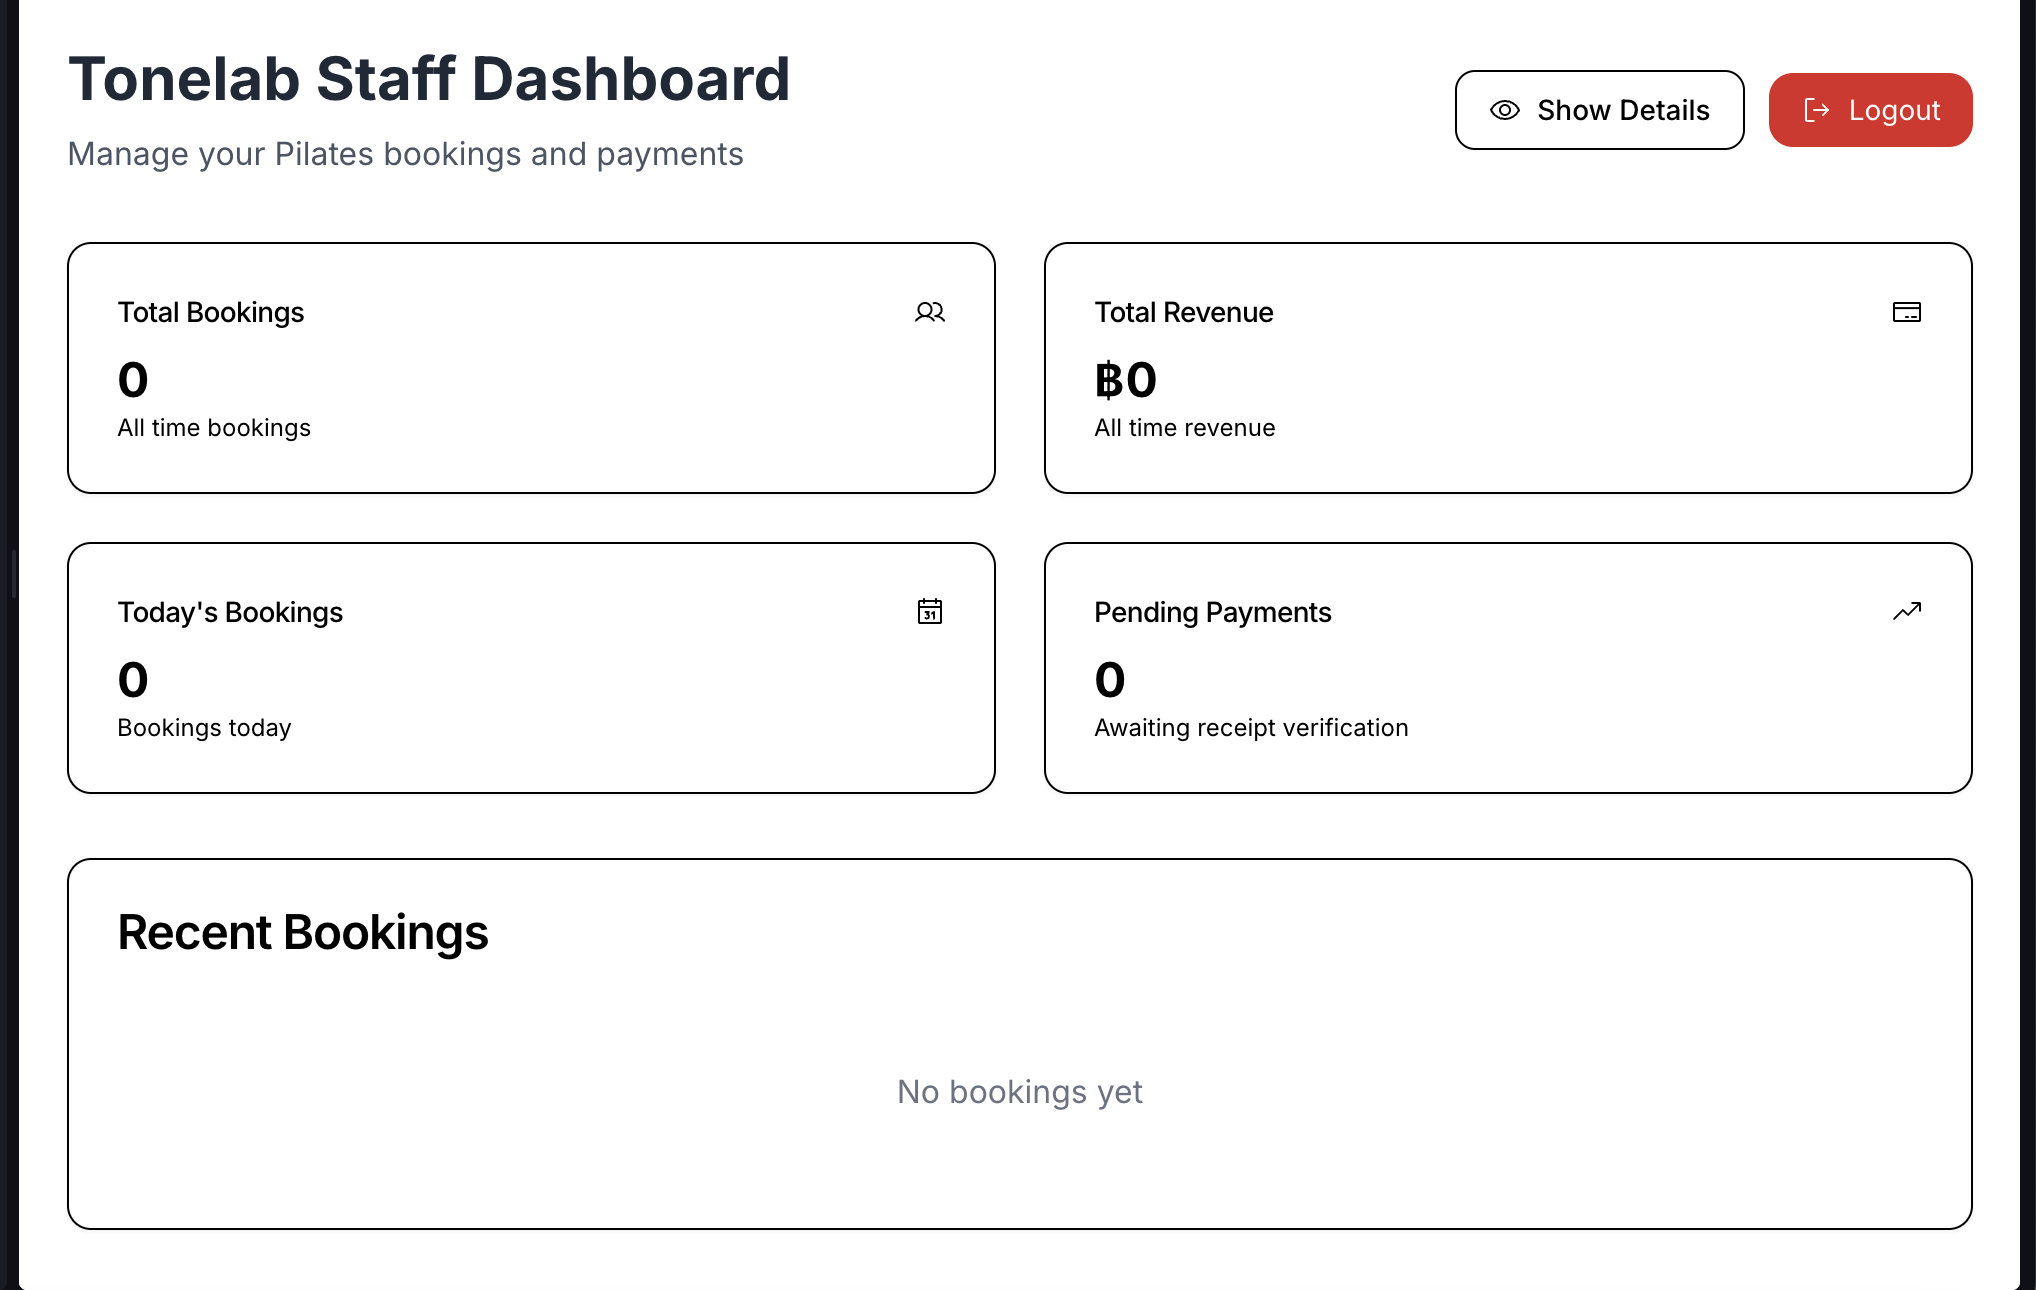 Tonelab Staff Dashboard
Manage your Pilates bookings and payments
Show Details
Logout
Total Bookings
0
All time bookings
Total Revenue
฿0
All time revenue
Today's Bookings
31
0
Bookings today
Pending Payments
0
Awaiting receipt verification
Recent Bookings
No bookings yet